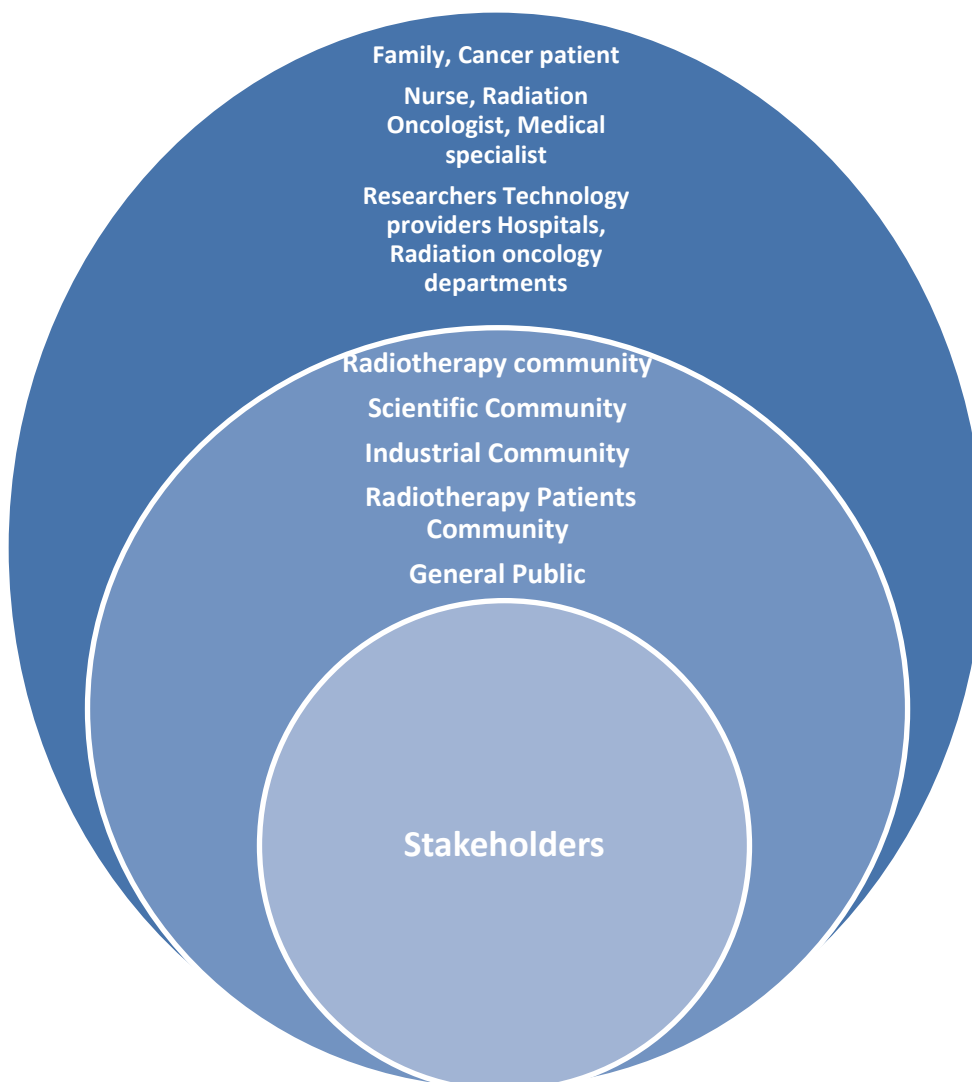 Family, Cancer patient
Nurse, Radiation
Oncologist, Medical
specialist
Researchers Technology
providers Hospitals,
Radiation oncology
departments
Radiotherapy community
Scientific Community
Industrial Community
Radiotherapy Patients
Community
General Public
Stakeholders